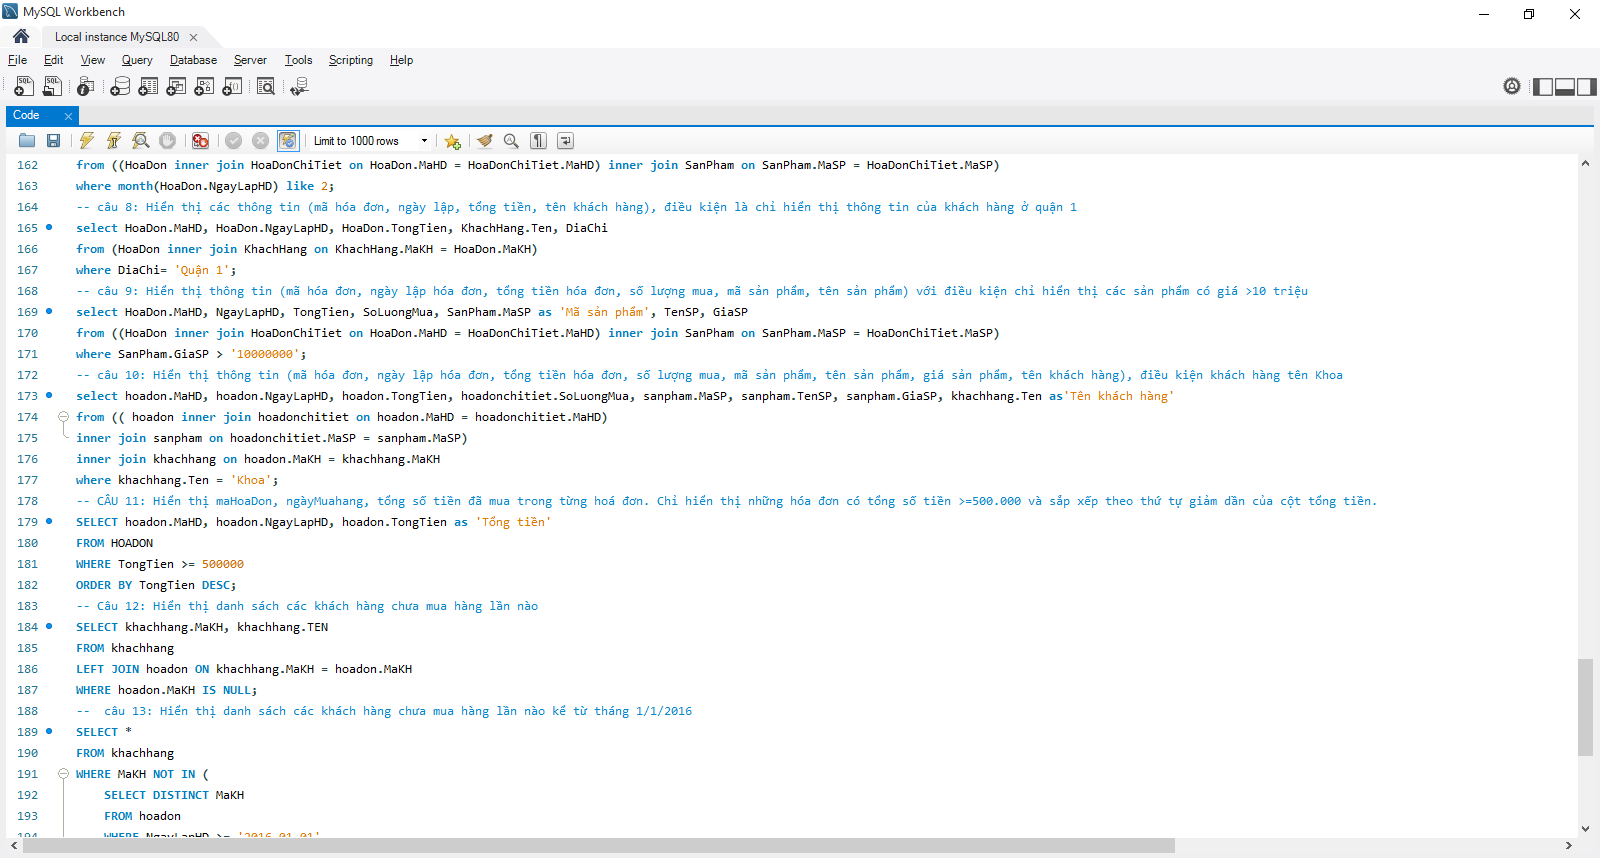 MySQL Workbench
Local instance MySQL80
File Edit View Query Database Server Tools Scripting Help
Code
Limit to 1000 rows
162 from ((HoaDon inner join HoaDonChiTiet on HoaDon.MaHD = HoaDonChiTiet.MaHD) inner join SanPham on SanPham.MaSP = HoaDonChiTiet.MaSP)
163 where month(HoaDon.NgayLapHD) like 2;
164 -- câu 8: Hiển thị các thông tin (mã hóa đơn, ngày lập, tổng tiền, tên khách hàng), điều kiện là chỉ hiển thị thông tin của khách hàng ở quận 1
165 select HoaDon.MaHD, HoaDon.NgayLapHD, HoaDon.TongTien, KhachHang.Ten, DiaChi
166 from (HoaDon inner join KhachHang on KhachHang.MaKH = HoaDon.MaKH)
167 where DiaChi= 'Quận 1';
168 -- câu 9: Hiển thị thông tin (mã hóa đơn, ngày lập hóa đơn, tổng tiền hóa đơn, số lượng mua, mã sản phẩm, tên sản phẩm) với điều kiện chỉ hiển thị các sản phẩm có giá >10 triệu
169 select HoaDon.MaHD, NgayLapHD, TongTien, SoLuongMua, SanPham.MaSP as 'Mã sản phẩm', TenSP, GiaSP
170 from ((HoaDon inner join HoaDonChiTiet on HoaDon.MaHD = HoaDonChiTiet.MaHD) inner join SanPham on SanPham.MaSP = HoaDonChiTiet.MaSP)
171 where SanPham.GiaSP > '10000000';
172 -- câu 10: Hiển thị thông tin (mã hóa đơn, ngày lập hóa đơn, tổng tiền hóa đơn, số lượng mua, mã sản phẩm, tên sản phẩm, giá sản phẩm, tên khách hàng), điều kiện khách hàng tên Khoa
173 select hoadon.MaHD, hoadon.NgayLapHD, hoadon.TongTien, hoadonchitiet.SoLuongMua, sanpham.MaSP, sanpham.TenSP, sanpham.GiaSP, khachhang.Ten as'Tên khách hàng'
174 from (( hoadon inner join hoadonchitiet on hoadon.MaHD = hoadonchitiet.MaHD)
175 inner join sanpham on hoadonchitiet.MaSP = sanpham.MaSP)
176 inner join khachhang on hoadon.MaKH = khachhang.MaKH
177 where khachhang.Ten = 'Khoa';
178 -- CÂU 11: Hiển thị maHoaDon, ngàyMuahang, tổng số tiền đã mua trong từng hoá đơn. Chỉ hiển thị những hóa đơn có tổng số tiền >=500.000 và sắp xếp theo thứ tự giảm dần của cột tổng tiền.
179 SELECT hoadon.MaHD, hoadon.NgayLapHD, hoadon.TongTien as 'Tổng tiền'
180 FROM HOADON
181 WHERE TongTien >= 500000
182 ORDER BY TongTien DESC;
183 -- Câu 12: Hiển thị danh sách các khách hàng chưa mua hàng lần nào
184 SELECT khachhang.MaKH, khachhang.TEN
185 FROM khachhang
186 LEFT JOIN hoadon ON khachhang.MaKH = hoadon.MaKH
187 WHERE hoadon.MaKH IS NULL;
188 -- câu 13: Hiển thị danh sách các khách hàng chưa mua hàng lần nào kể từ tháng 1/1/2016
189 SELECT *
190 FROM khachhang
191 WHERE MaKH NOT IN (
192 SELECT DISTINCT MaKH
193 FROM hoadon
194 WHERE NgayLapHD >= '2016-01-01'